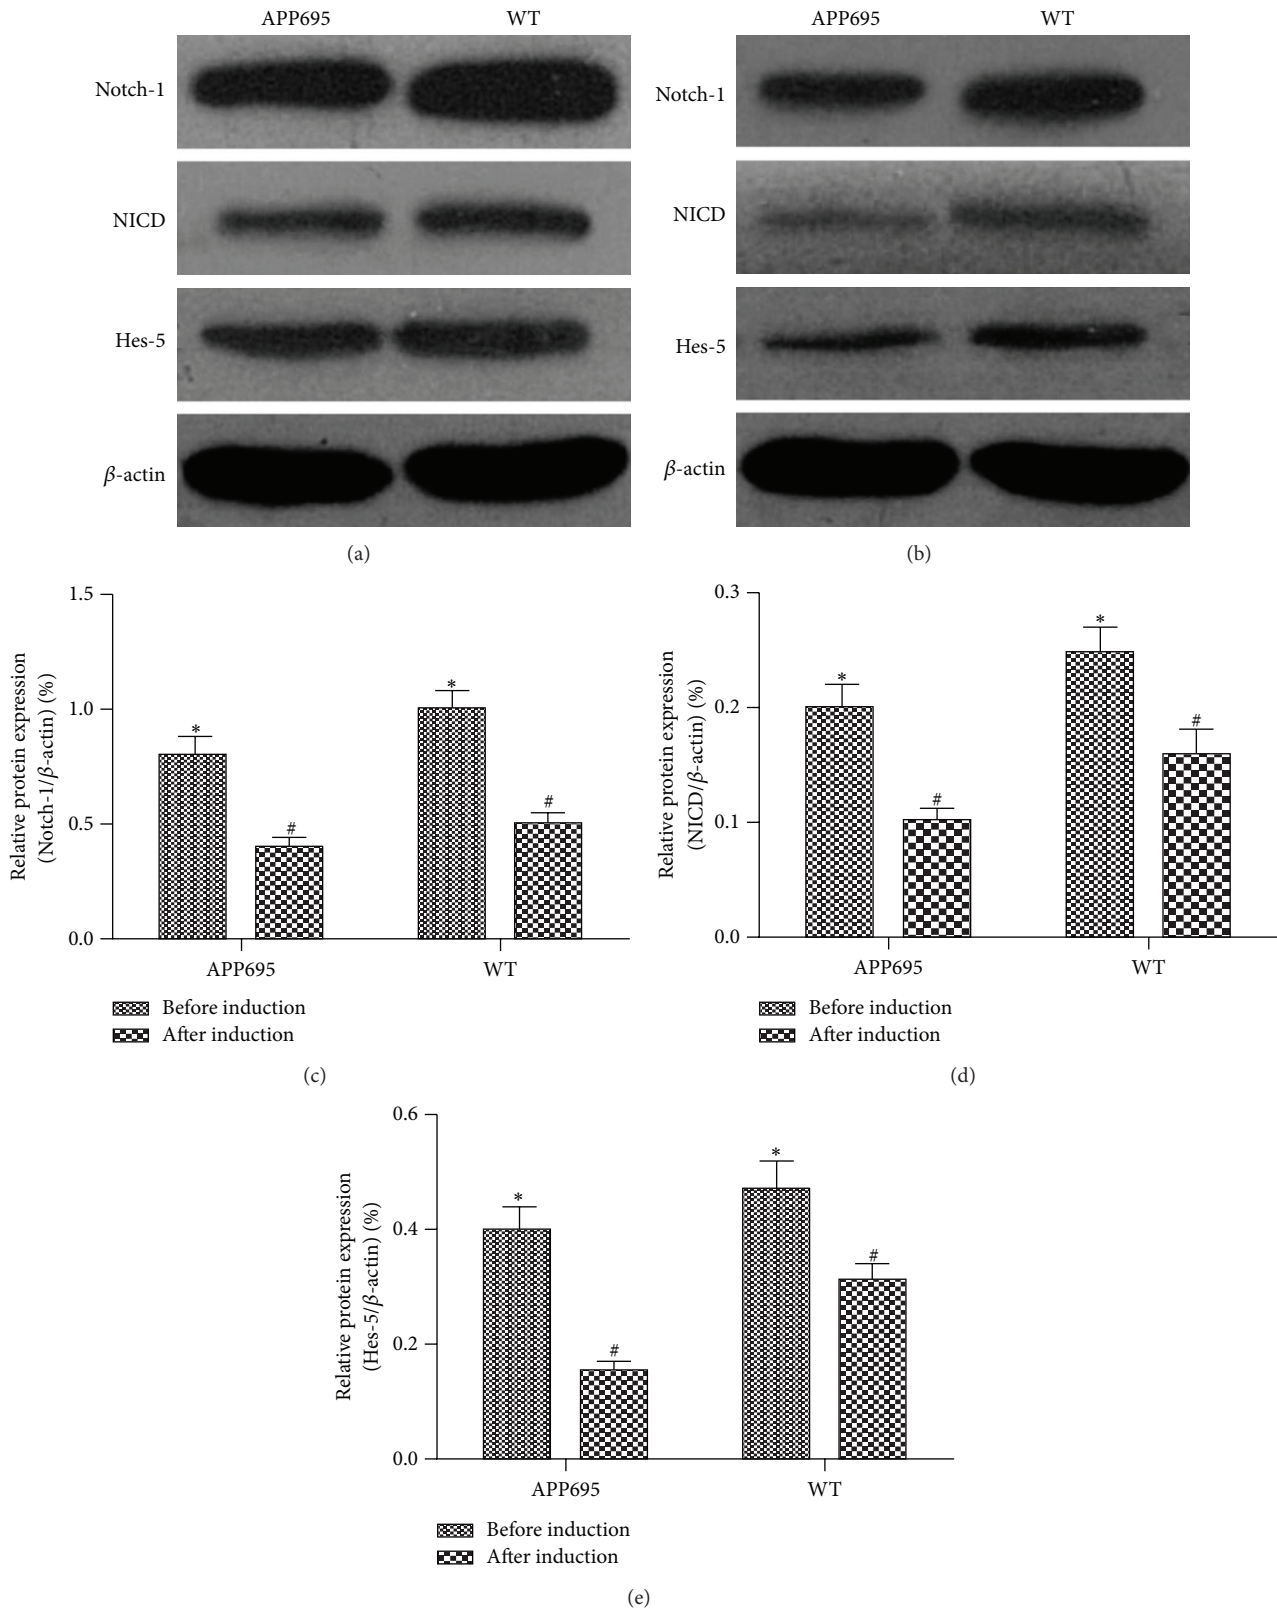 APP695 WT
Notch-1
NICD
Hes-5
β-actin
(a)
APP695 WT
Notch-1
NICD
Hes-5
β-actin
(b)
Relative protein expression
(Notch-1/β-actin) (%)
1.5
1.0
0.5
0.0
* # * #
APP695 WT
Before induction
After induction
(c)
Relative protein expression
(NICD/β-actin) (%)
0.3
0.2
0.1
0.0
* # * #
APP695 WT
Before induction
After induction
(d)
Relative protein expression
(Hes-5/β-actin) (%)
0.6
0.4
0.2
0.0
* # * #
APP695 WT
Before induction
After induction
(e)